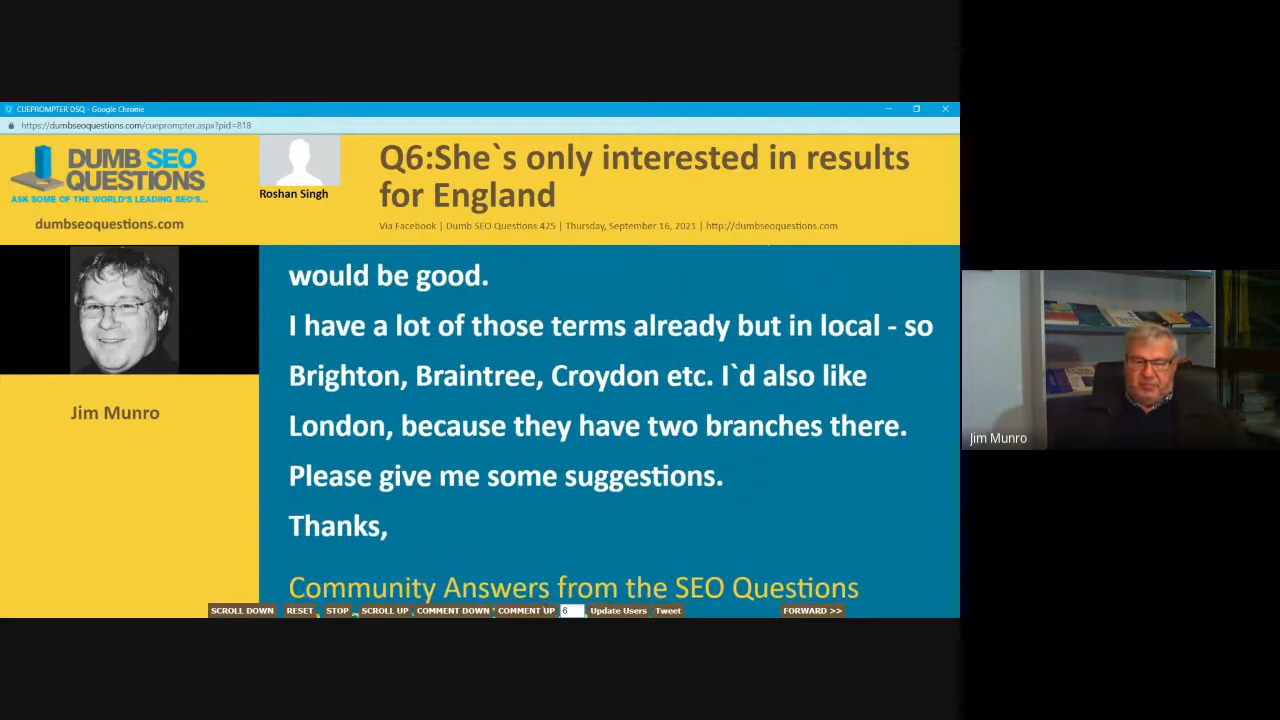 CUEPROMPTER DSQ - Google Chrome
https://dumbseoquestions.com/cueprompter.aspx?pid=818
DUMB SEO
QUESTIONS
ASK SOME OF THE WORLD'S LEADING SEO'S...
dumbseoquestions.com
Roshan Singh
Q6:She`s only interested in results
for England
Via Facebook | Dumb SEO Questions 425 | Thursday, September 16, 2021 | http://dumbseoquestions.com
Jim Munro
would be good.
I have a lot of those terms already but in local - so
Brighton, Braintree, Croydon etc. I`d also like
London, because they have two branches there.
Please give me some suggestions.
Thanks,
Community Answers from the SEO Questions
SCROLL DOWN RESET STOP SCROLL UP COMMENT DOWN COMMENT UP 6 Update Users Tweet FORWARD >>
Jim Munro